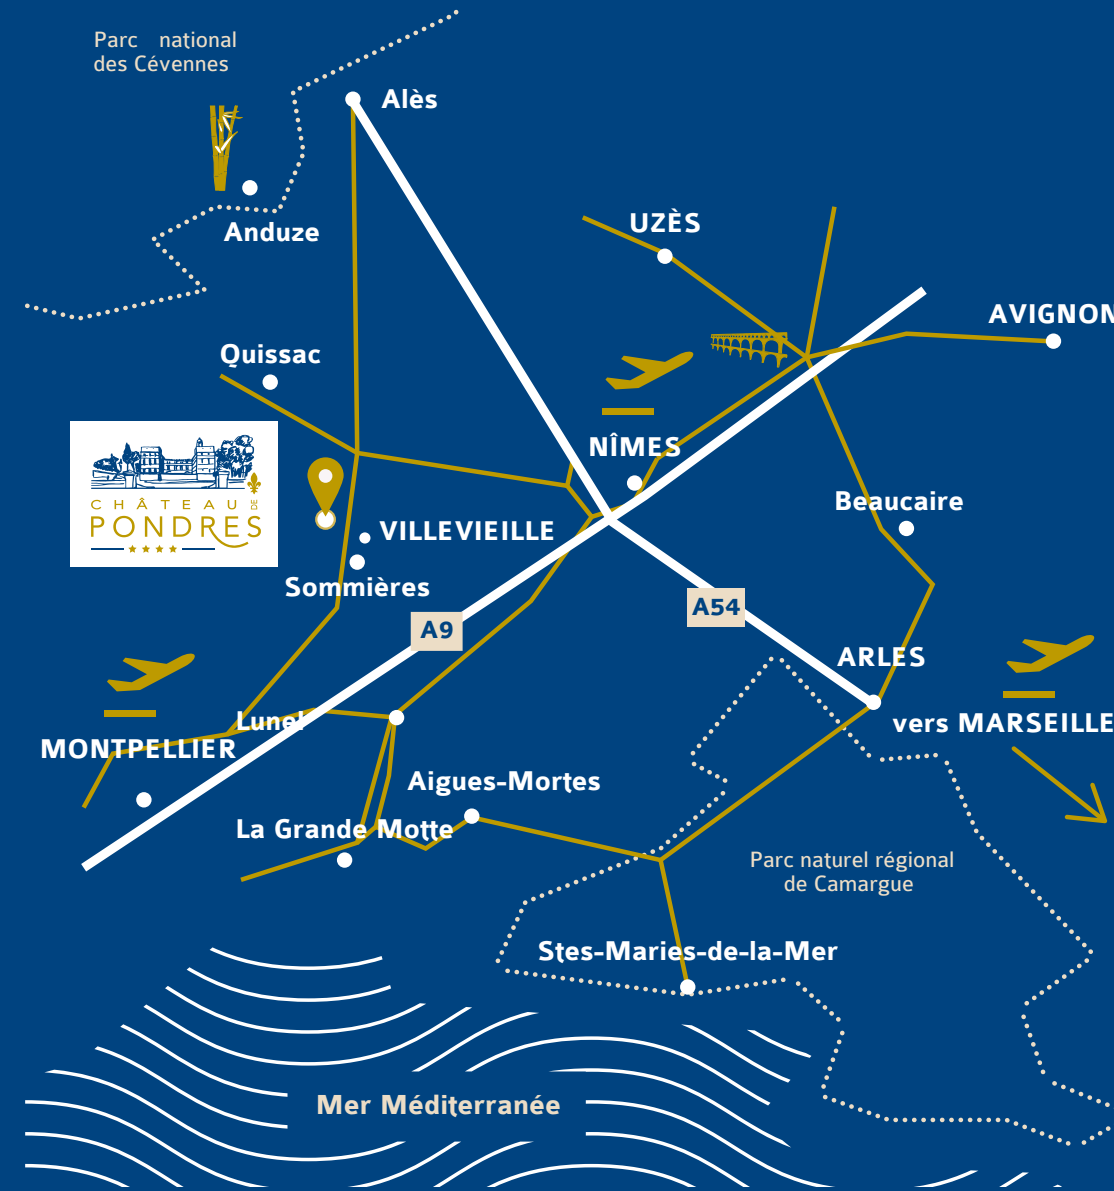 Parc national
des Cévennes
Alès
Anduze
UZÈS
AVIGNON
Quissac
NÎMES
CHÂTEAU DE
PONDRES
Beaucaire
VILLEVIEILLE
Sommières
A54
A9
ARLES
Lunel
vers MARSEILLE
MONTPELLIER
Aigues-Mortes
La Grande Motte
Parc naturel régional
de Camargue
Stes-Maries-de-la-Mer
Mer Méditerranée